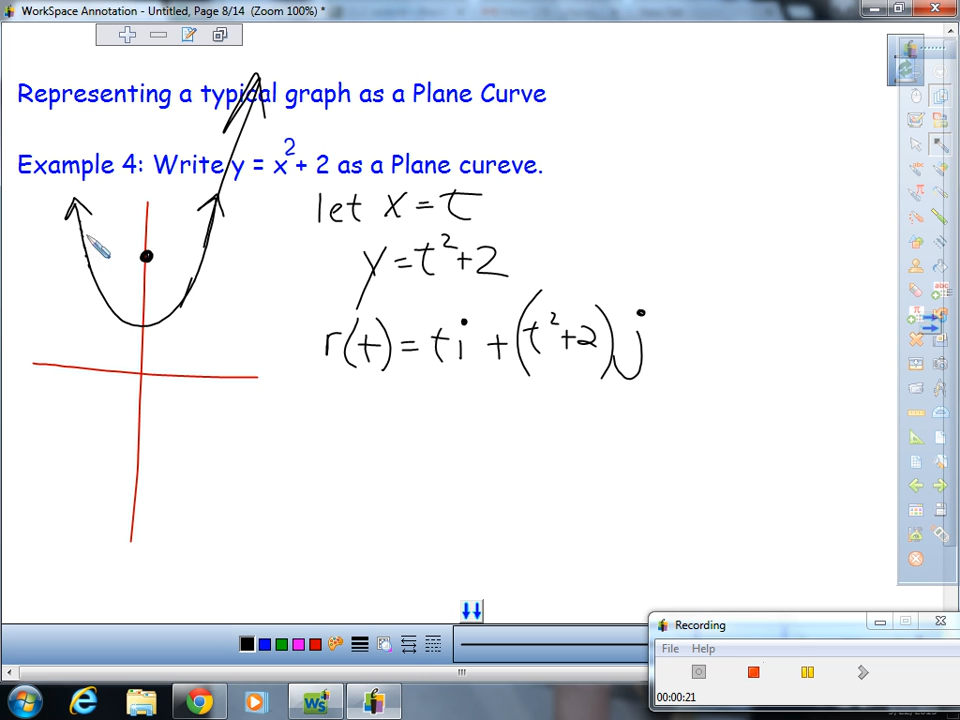 WorkSpace Annotation - Untitled, Page 8/14 (Zoom 100%) *
Representing a typical graph as a Plane Curve
Example 4: Write y = x² + 2 as a Plane cureve.
let x = t
y = t² + 2
r(t) = ti + (t² + 2)j
Recording
File Help
00:00:21